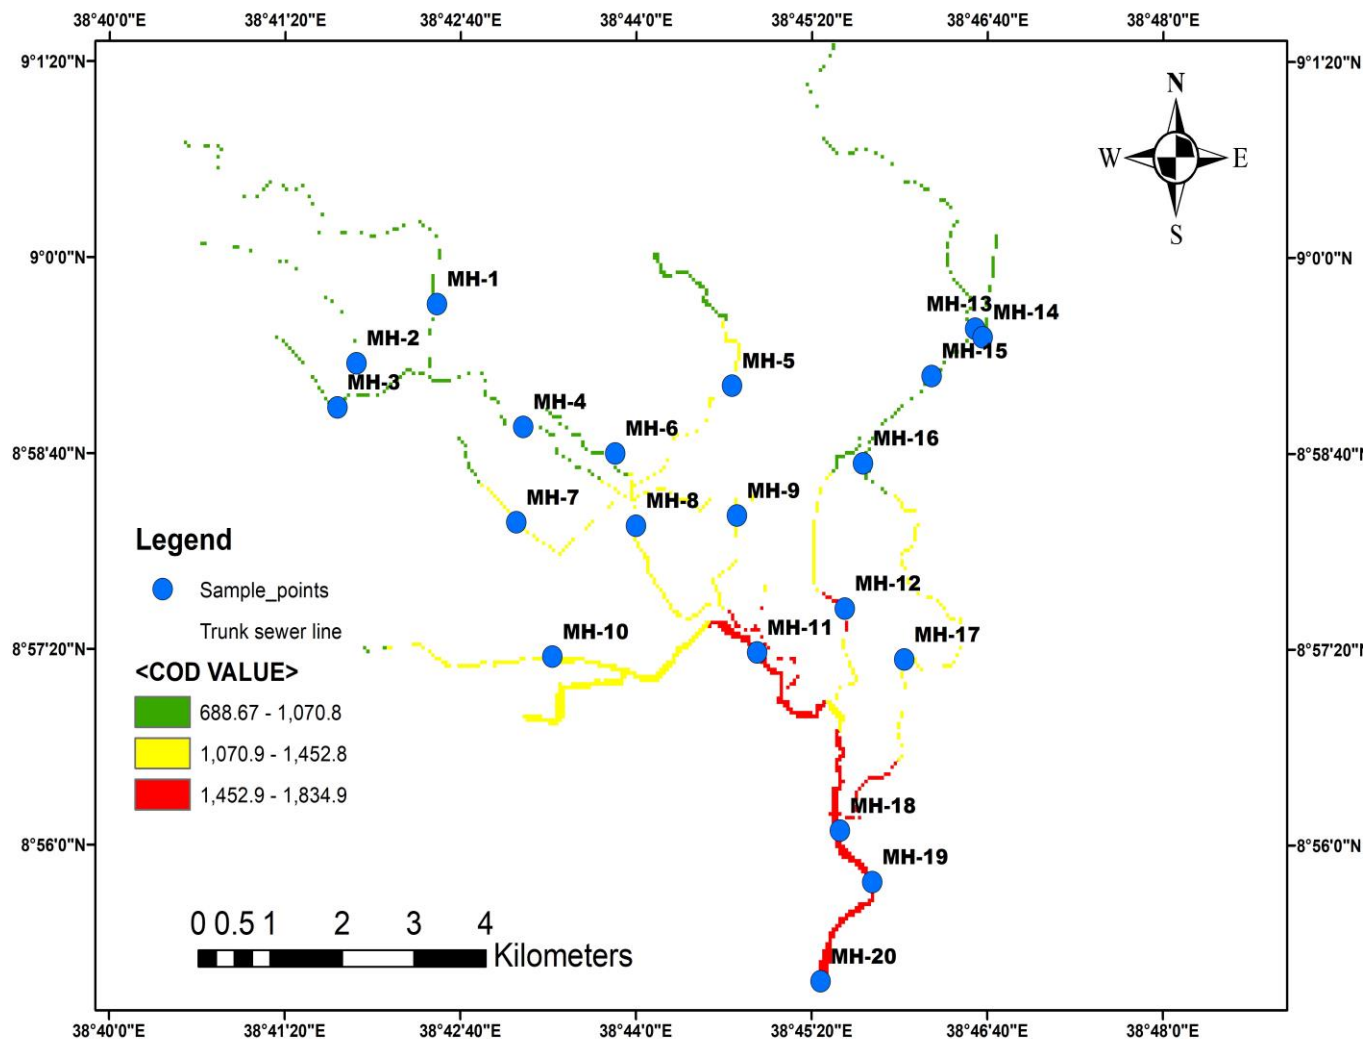 38°40'0"E 38°41'20"E 38°42'40"E 38°44'0"E 38°45'20"E 38°46'40"E 38°48'0"E
9°1'20"N 9°1'20"N
N
W E
S
9°0'0"N 9°0'0"N
MH-1
MH-13
MH-14
MH-2
MH-15
MH-5
MH-3
MH-4
MH-6
MH-16
8°58'40"N 8°58'40"N
MH-7
MH-8
MH-9
Legend
Sample_points
MH-12
Trunk sewer line
MH-10
MH-11
MH-17
8°57'20"N 8°57'20"N
<COD VALUE>
688.67 - 1,070.8
1,070.9 - 1,452.8
1,452.9 - 1,834.9
MH-18
8°56'0"N 8°56'0"N
MH-19
0 0.5 1 2 3 4
Kilometers
MH-20
38°40'0"E 38°41'20"E 38°42'40"E 38°44'0"E 38°45'20"E 38°46'40"E 38°48'0"E